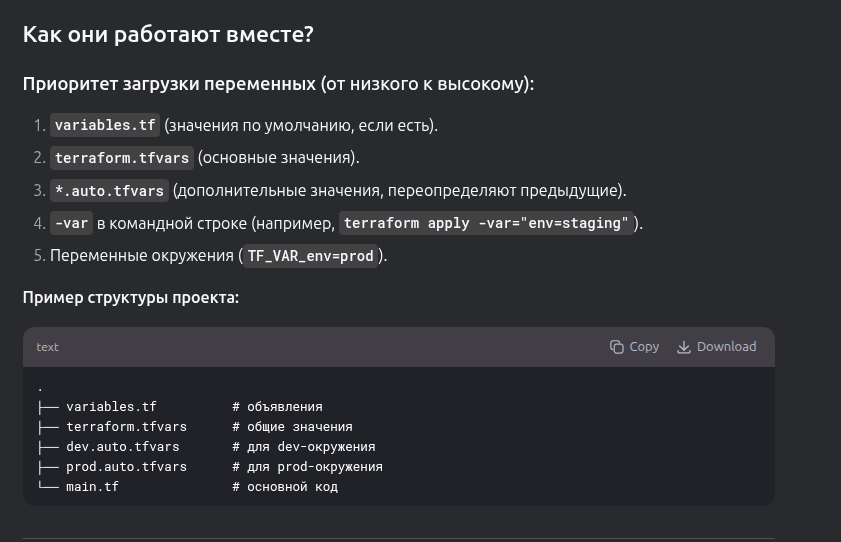 Как они работают вместе?
Приоритет загрузки переменных (от низкого к высокому):
1. variables.tf (значения по умолчанию, если есть).
2. terraform.tfvars (основные значения).
3. *.auto.tfvars (дополнительные значения, переопределяют предыдущие).
4. -var в командной строке (например, terraform apply -var="env=staging").
5. Переменные окружения (TF_VAR_env=prod).
Пример структуры проекта:
text Copy Download
.
├── variables.tf # объявления
├── terraform.tfvars # общие значения
├── dev.auto.tfvars # для dev-окружения
├── prod.auto.tfvars # для prod-окружения
└── main.tf # основной код